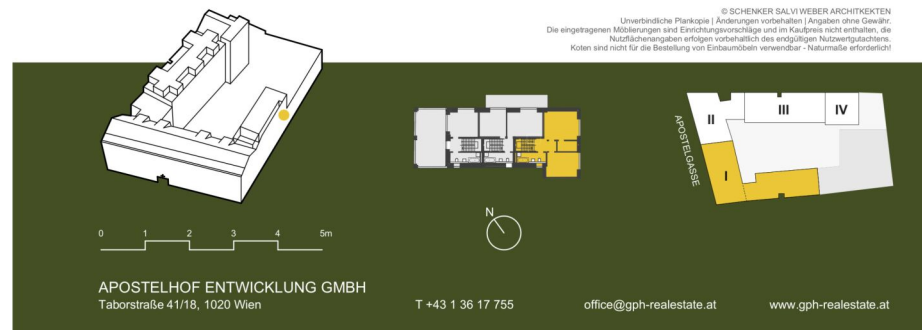 © SCHENKER SALVI WEBER ARCHITKEKTEN
Unverbindliche Plankopie | Änderungen vorbehalten | Angaben ohne Gewähr.
Die eingetragenen Möblierungen sind Einrichtungsvorschläge und im Kaufpreis nicht enthalten, die
Nutzflächenangaben erfolgen vorbehaltlich des endgültigen Nutzwertgutachtens.
Koten sind nicht für die Bestellung von Einbaumöbeln verwendbar - Naturmaße erforderlich!
II
III
IV
APOSTELGASSE
I
N
0 1 2 3 4 5m
APOSTELHOF ENTWICKLUNG GMBH
Taborstraße 41/18, 1020 Wien
T +43 1 36 17 755
office@gph-realestate.at
www.gph-realestate.at